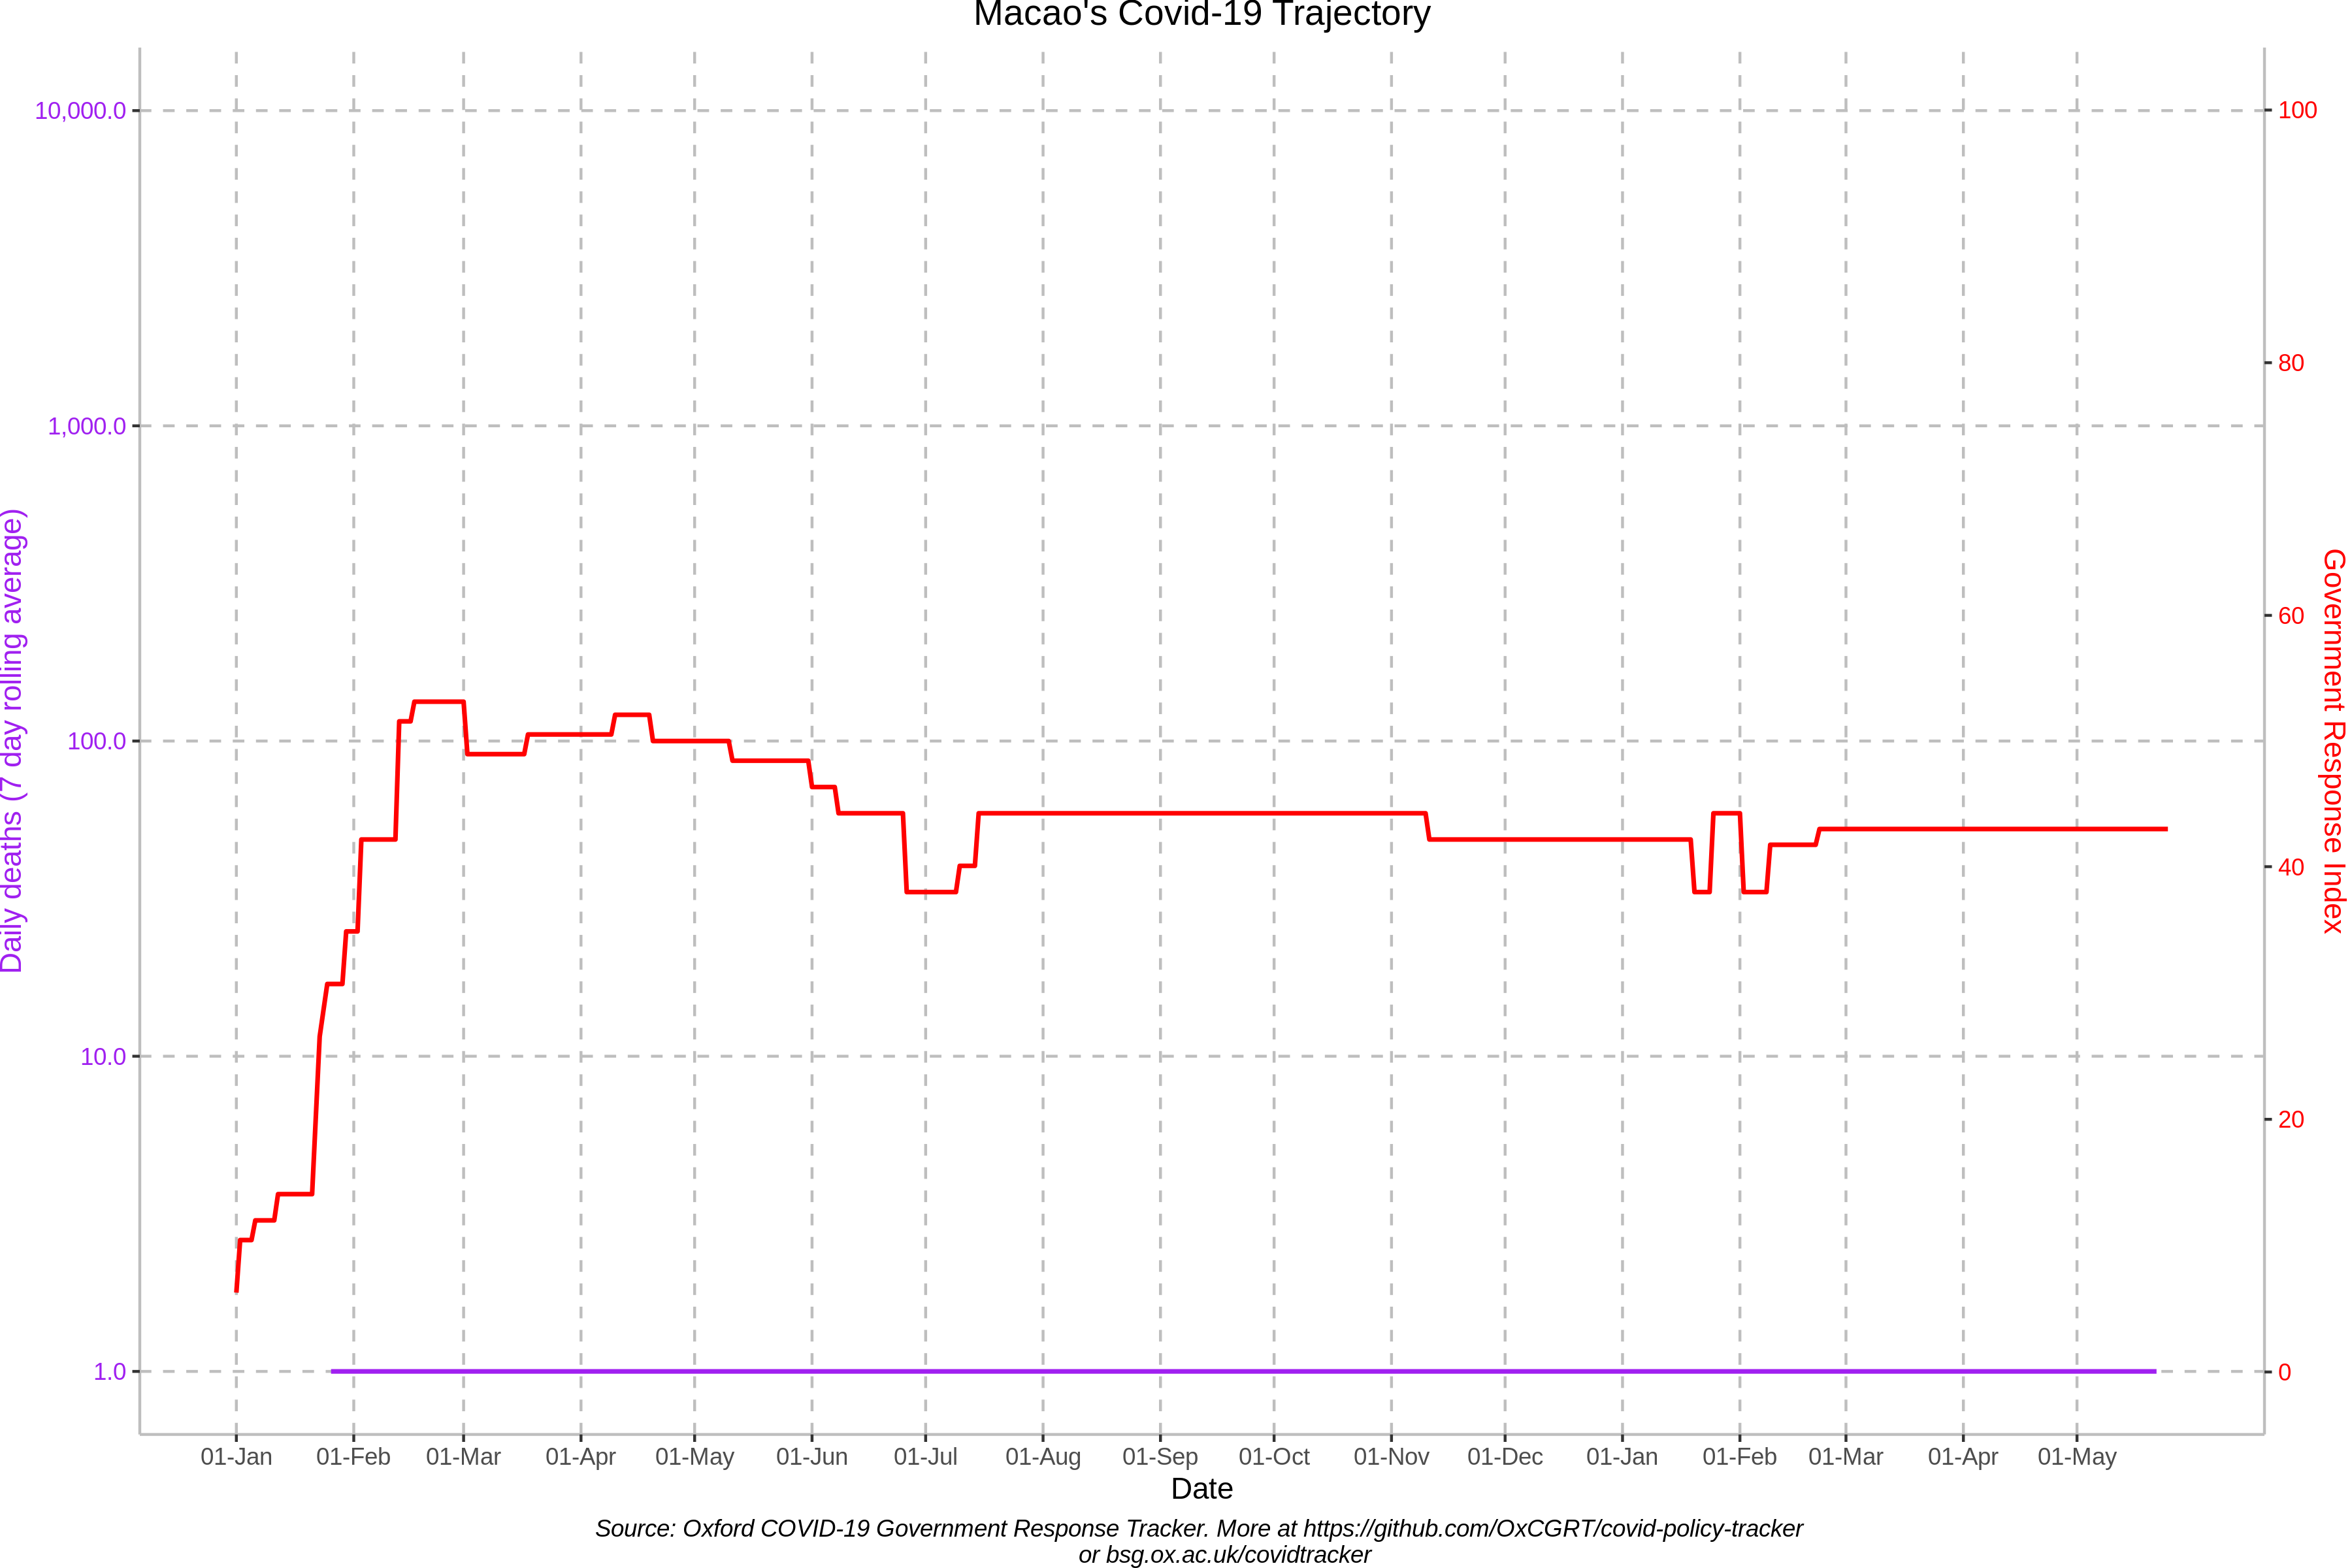 Macao's Covid-19 Trajectory
10,000.0
1,000.0
100.0
10.0
1.0
Daily deaths (7 day rolling average)
100
80
60
40
20
0
Government Response Index
01-Jan
01-Feb
01-Mar
01-Apr
01-May
01-Jun
01-Jul
01-Aug
01-Sep
01-Oct
01-Nov
01-Dec
01-Jan
01-Feb
01-Mar
01-Apr
01-May
Date
Source: Oxford COVID-19 Government Response Tracker. More at https://github.com/OxCGRT/covid-policy-tracker
or bsg.ox.ac.uk/covidtracker